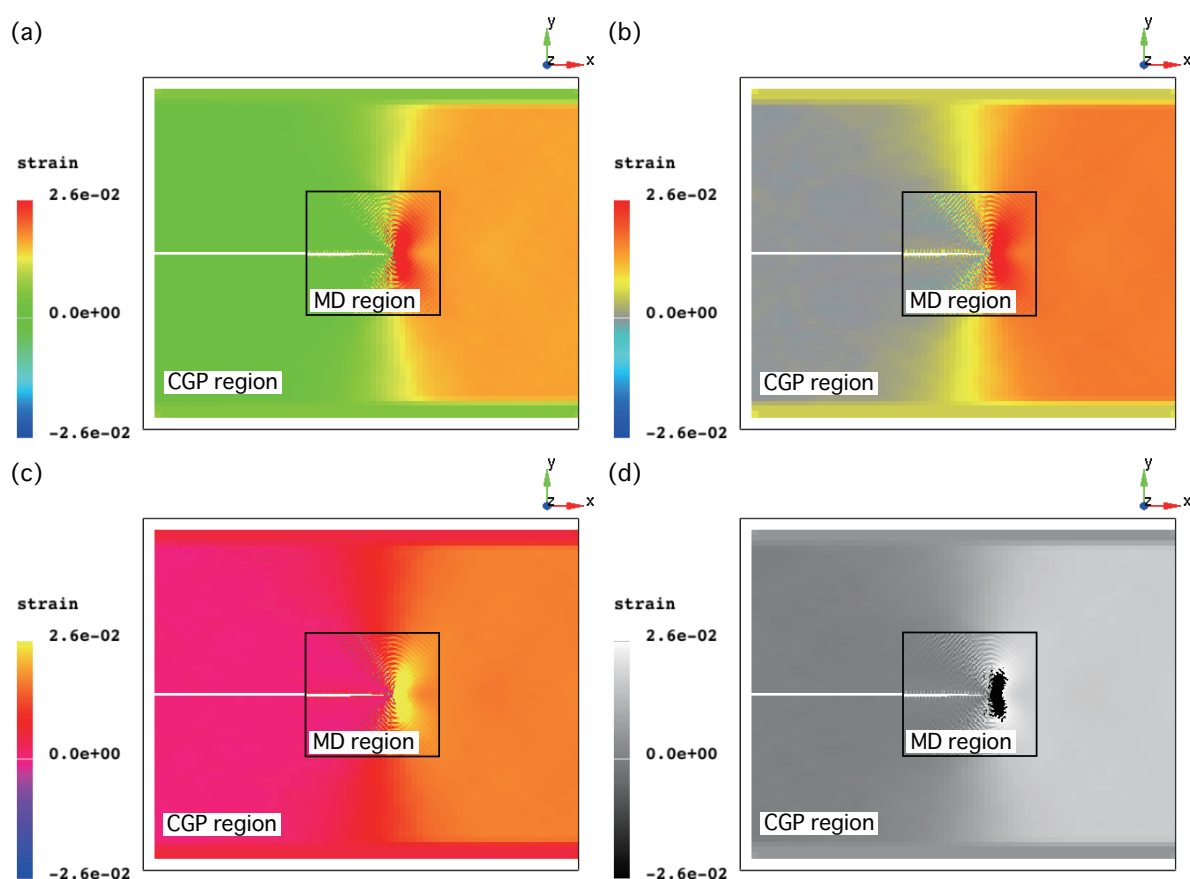 (a)
y
z
x
strain
2.6e-02
0.0e+00
-2.6e-02
MD region
CGP region
(b)
y
z
x
strain
2.6e-02
0.0e+00
-2.6e-02
MD region
CGP region
(c)
y
z
x
strain
2.6e-02
0.0e+00
-2.6e-02
MD region
CGP region
(d)
y
z
x
strain
2.6e-02
0.0e+00
-2.6e-02
MD region
CGP region